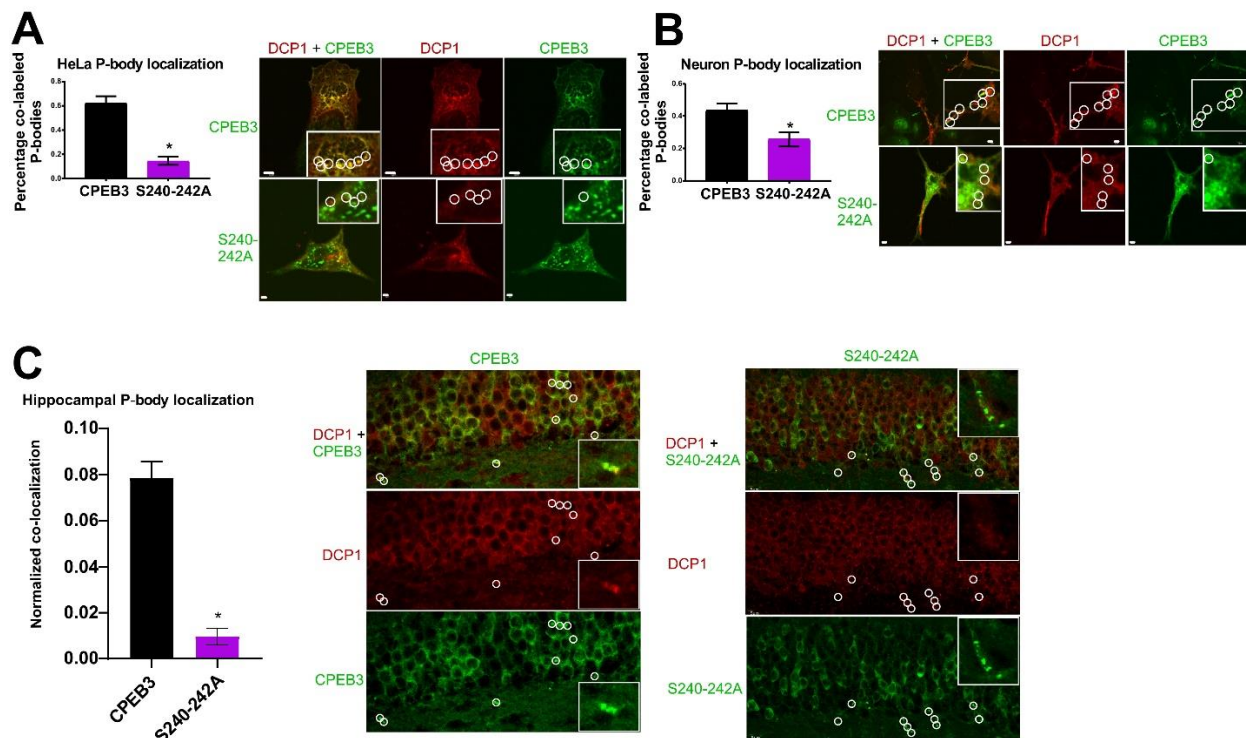 A
HeLa P-body localization
Percentage co-labeled
P-bodies
0.8
0.6
0.4
0.2
0.0
*
CPEB3 S240-242A
DCP1 + CPEB3 DCP1 CPEB3
CPEB3
S240-
242A
B
Neuron P-body localization
Percentage co-labeled
P-bodies
0.6
0.4
0.2
0.0
*
CPEB3 S240-242A
DCP1 + CPEB3 DCP1 CPEB3
CPEB3
S240-
242A
C
Hippocampal P-body localization
Normalized co-localization
0.10
0.08
0.06
0.04
0.02
0.00
*
CPEB3
S240-242A
CPEB3
DCP1 +
CPEB3
DCP1
CPEB3
S240-242A
DCP1 +
S240-242A
DCP1
S240-242A